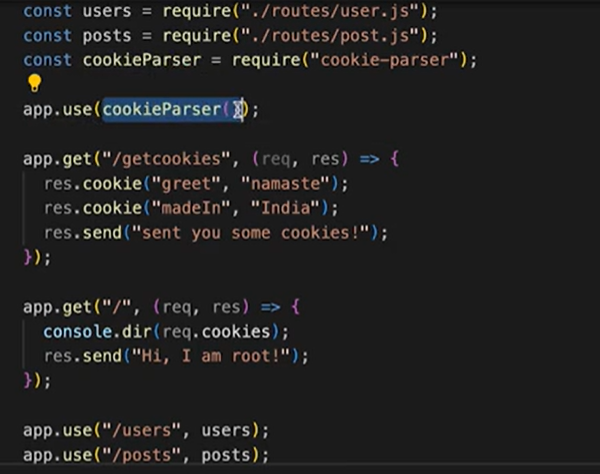 const users = require("./routes/user.js");
const posts = require("./routes/post.js");
const cookieParser = require("cookie-parser");
app.use(cookieParser());
app.get("/getcookies", (req, res) => {
  res.cookie("greet", "namaste");
  res.cookie("madeIn", "India");
  res.send("sent you some cookies!");
});
app.get("/", (req, res) => {
  console.dir(req.cookies);
  res.send("Hi, I am root!");
});
app.use("/users", users);
app.use("/posts", posts);